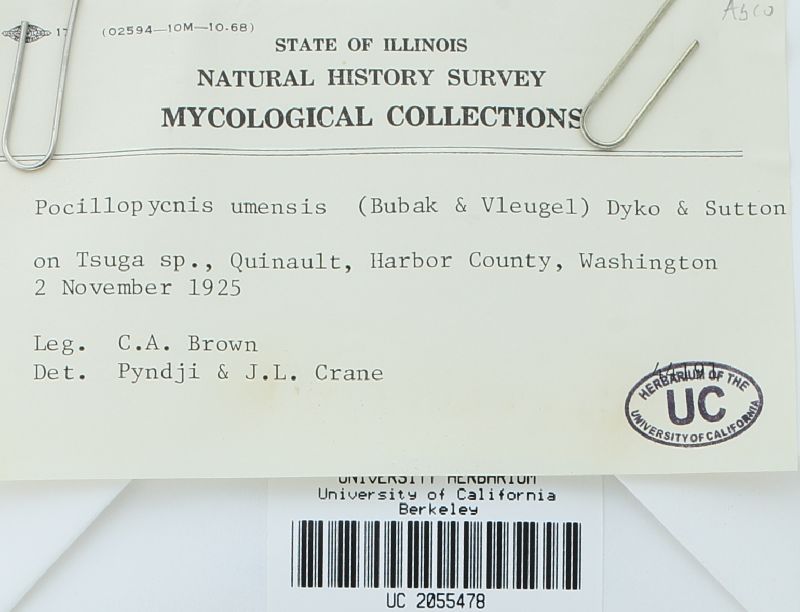 Asco
(02594—10M—10-68)
STATE OF ILLINOIS
NATURAL HISTORY SURVEY
MYCOLOGICAL COLLECTIONS
Pocillopycnis umensis (Bubak & Vleugel) Dyko & Sutton
on Tsuga sp., Quinault, Harbor County, Washington
2 November 1925
Leg. C.A. Brown
Det. Pyndji & J.L. Crane
HERBARIUM OF THE
UC
UNIVERSITY OF CALIFORNIA
UNIVERSITY HERBARIUM
University of California
Berkeley
UC 2055478